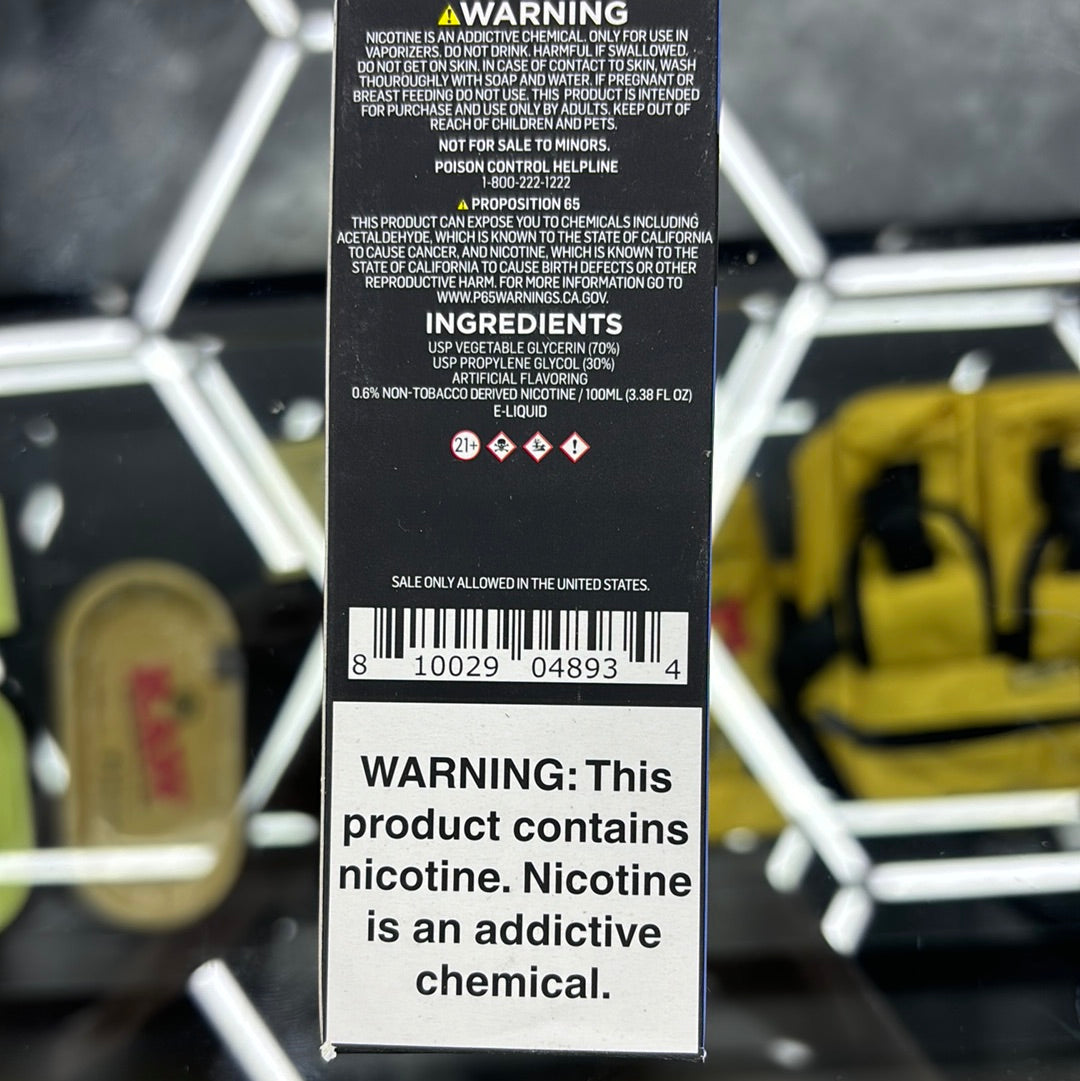 WARNING
NICOTINE IS AN ADDICTIVE CHEMICAL. ONLY FOR USE IN
VAPORIZERS. DO NOT DRINK. HARMFUL IF SWALLOWED.
DO NOT GET ON SKIN. IN CASE OF CONTACT TO SKIN, WASH
THOUROUGHLY WITH SOAP AND WATER. IF PREGNANT OR
BREAST FEEDING DO NOT USE. THIS PRODUCT IS INTENDED
FOR PURCHASE AND USE ONLY BY ADULTS. KEEP OUT OF
REACH OF CHILDREN AND PETS.
NOT FOR SALE TO MINORS.
POISON CONTROL HELPLINE
1-800-222-1222
PROPOSITION 65
THIS PRODUCT CAN EXPOSE YOU TO CHEMICALS INCLUDING
ACETALDEHYDE, WHICH IS KNOWN TO THE STATE OF CALIFORNIA
TO CAUSE CANCER, AND NICOTINE, WHICH IS KNOWN TO THE
STATE OF CALIFORNIA TO CAUSE BIRTH DEFECTS OR OTHER
REPRODUCTIVE HARM. FOR MORE INFORMATION GO TO
WWW.P65WARNINGS.CA.GOV.
INGREDIENTS
USP VEGETABLE GLYCERIN (70%)
USP PROPYLENE GLYCOL (30%)
ARTIFICIAL FLAVORING
0.6% NON-TOBACCO DERIVED NICOTINE / 100ML (3.38 FL OZ)
E-LIQUID
21+
SALE ONLY ALLOWED IN THE UNITED STATES.
8 10029 04893 4
WARNING: This
product contains
nicotine. Nicotine
is an addictive
chemical.
RAW